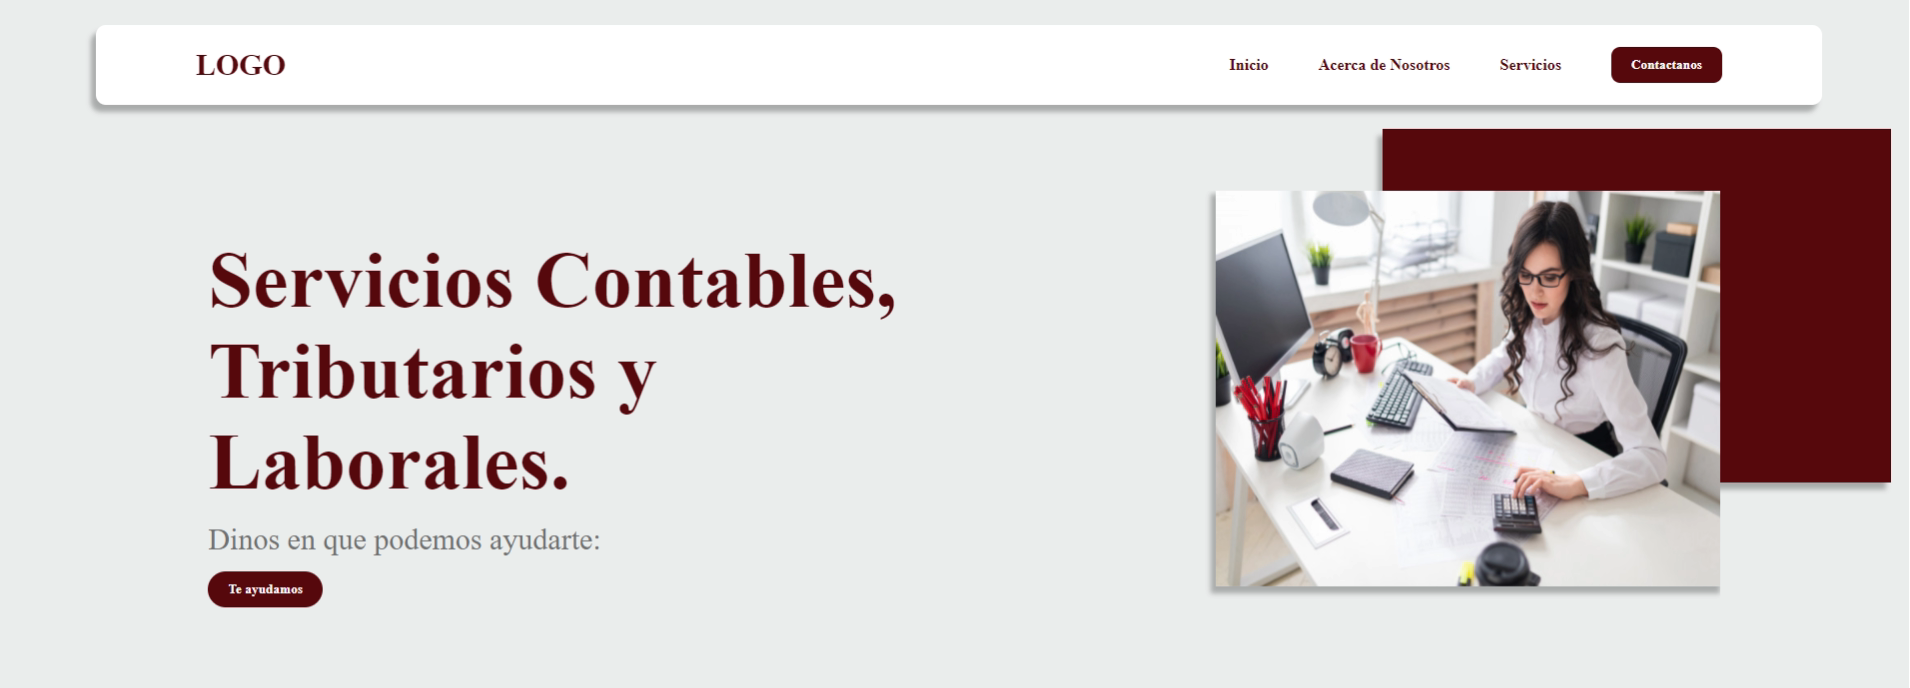 LOGO
Inicio
Acerca de Nosotros
Servicios
Contactanos
Servicios Contables,
Tributarios y
Laborales.
Dinos en que podemos ayudarte:
Te ayudamos